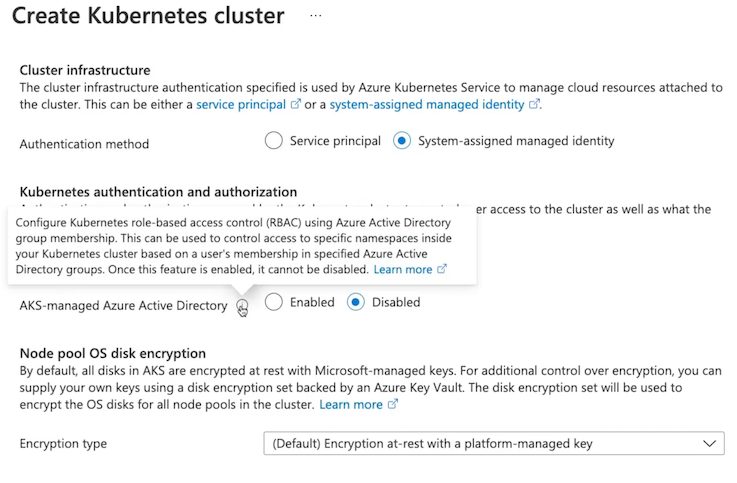 Create Kubernetes cluster ...
Cluster infrastructure
The cluster infrastructure authentication specified is used by Azure Kubernetes Service to manage cloud resources attached to
the cluster. This can be either a service principal or a system-assigned managed identity.
Authentication method Service principal System-assigned managed identity
Kubernetes authentication and authorization
er access to the cluster as well as what the
Configure Kubernetes role-based access control (RBAC) using Azure Active Directory
group membership. This can be used to control access to specific namespaces inside
your Kubernetes cluster based on a user's membership in specified Azure Active
Directory groups. Once this feature is enabled, it cannot be disabled. Learn more
AKS-managed Azure Active Directory Enabled Disabled
Node pool OS disk encryption
By default, all disks in AKS are encrypted at rest with Microsoft-managed keys. For additional control over encryption, you can
supply your own keys using a disk encryption set backed by an Azure Key Vault. The disk encryption set will be used to
encrypt the OS disks for all node pools in the cluster. Learn more
Encryption type (Default) Encryption at-rest with a platform-managed key